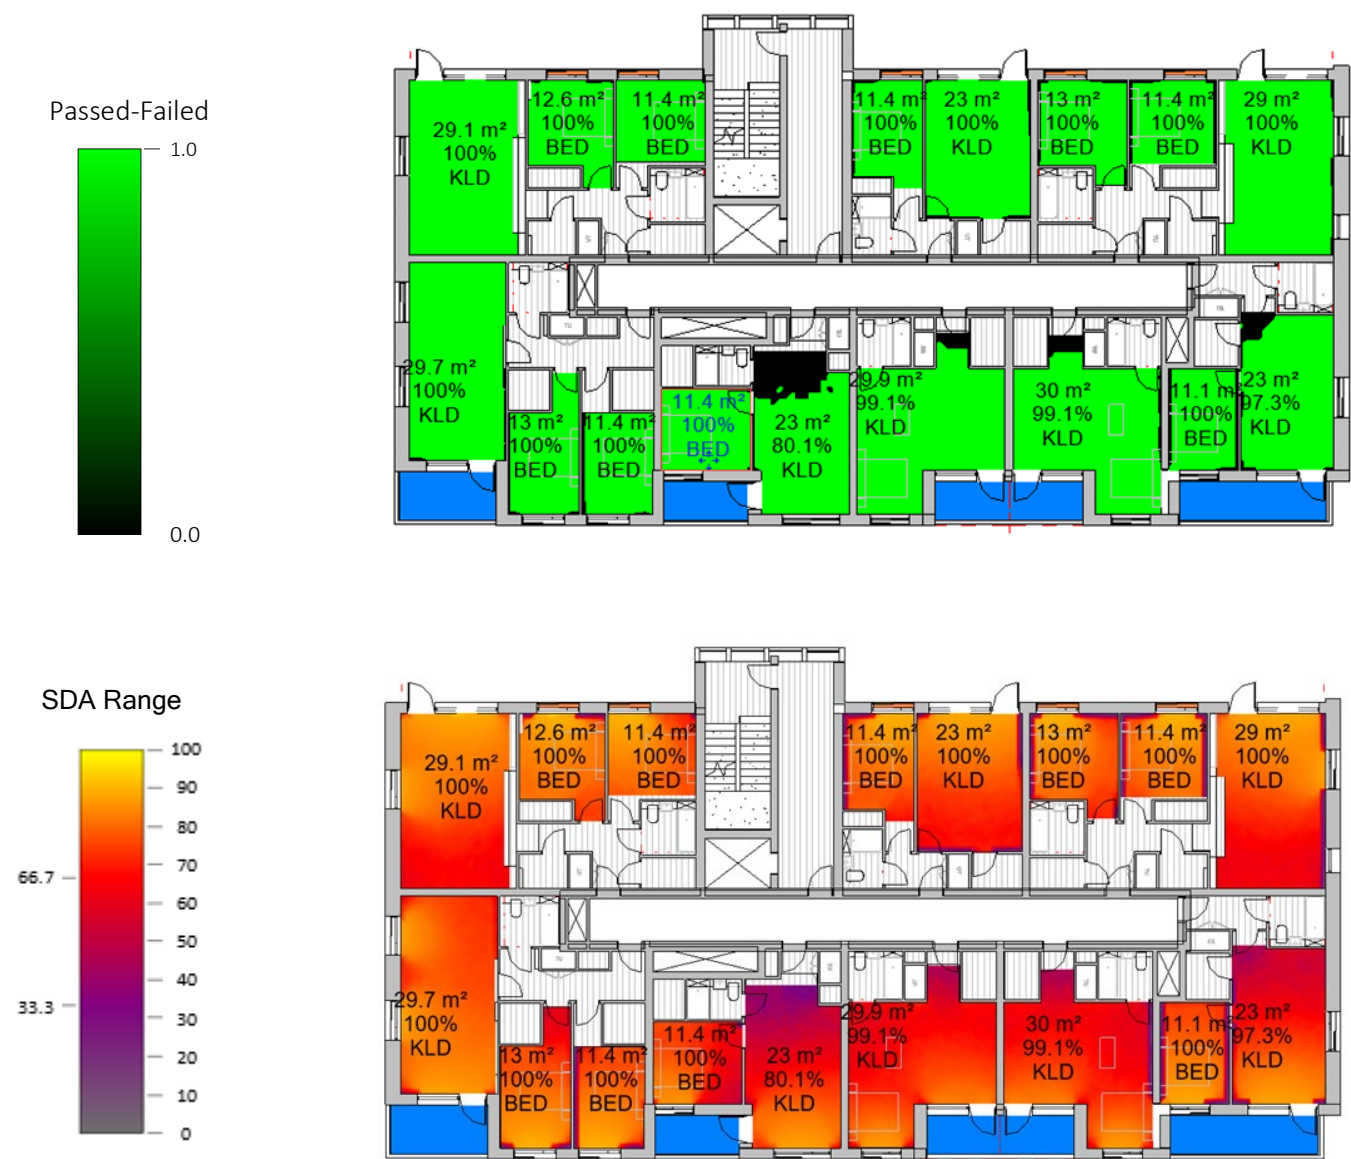 Passed-Failed
1.0
0.0
12.6 m²
100%
BED
11.4 m²
100%
BED
29.1 m²
100%
KLD
11.4 m²
100%
BED
23 m²
100%
KLD
13 m²
100%
BED
11.4 m²
100%
BED
29 m²
100%
KLD
29.7 m²
100%
KLD
13 m²
100%
BED
11.4 m²
100%
BED
11.4 m²
100%
BED
23 m²
80.1%
KLD
29.9 m²
99.1%
KLD
30 m²
99.1%
KLD
11.1 m²
100%
BED
23 m²
97.3%
KLD
SDA Range
100
90
80
70
66.7
60
50
40
33.3
30
20
10
0
12.6 m²
100%
BED
11.4 m²
100%
BED
29.1 m²
100%
KLD
11.4 m²
100%
BED
23 m²
100%
KLD
13 m²
100%
BED
11.4 m²
100%
BED
29 m²
100%
KLD
29.7 m²
100%
KLD
13 m²
100%
BED
11.4 m²
100%
BED
11.4 m²
100%
BED
23 m²
80.1%
KLD
29.9 m²
99.1%
KLD
30 m²
99.1%
KLD
11.1 m²
100%
BED
23 m²
97.3%
KLD